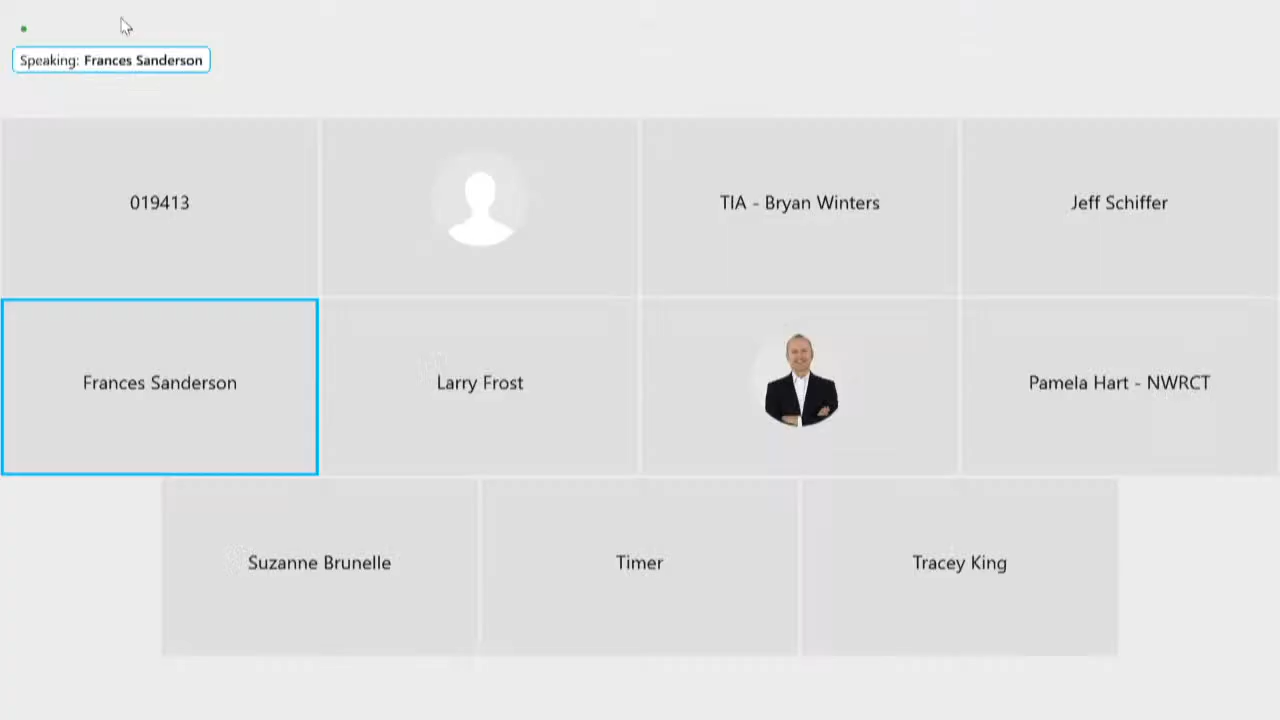 Speaking: Frances Sanderson
019413
TIA - Bryan Winters
Jeff Schiffer
Frances Sanderson
Larry Frost
Pamela Hart - NWRCT
Suzanne Brunelle
Timer
Tracey King